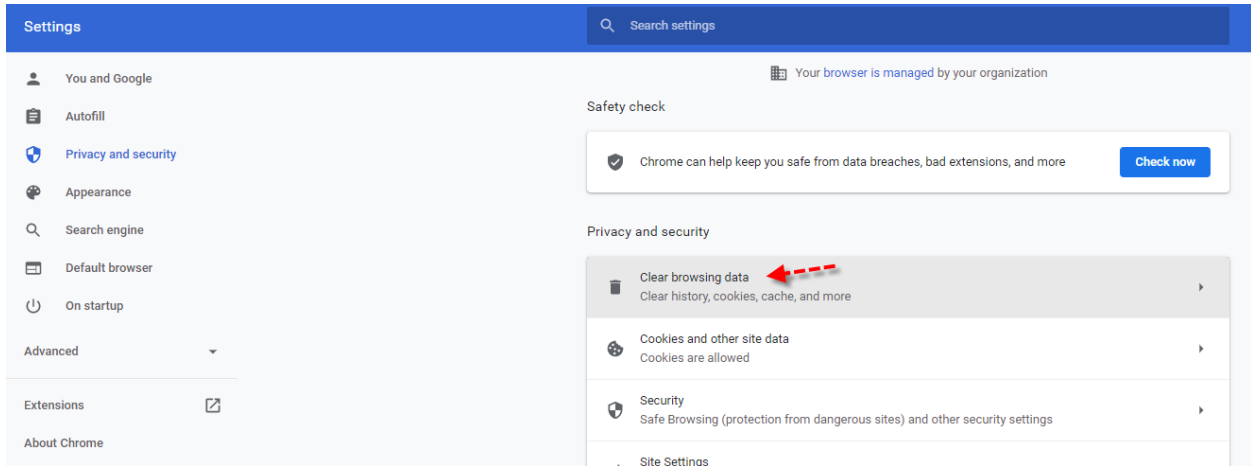 Settings
Search settings
You and Google
Autofill
Privacy and security
Appearance
Search engine
Default browser
On startup
Advanced
Extensions
About Chrome
Your browser is managed by your organization
Safety check
Chrome can help keep you safe from data breaches, bad extensions, and more
Check now
Privacy and security
Clear browsing data
Clear history, cookies, cache, and more
Cookies and other site data
Cookies are allowed
Security
Safe Browsing (protection from dangerous sites) and other security settings
Site Settings